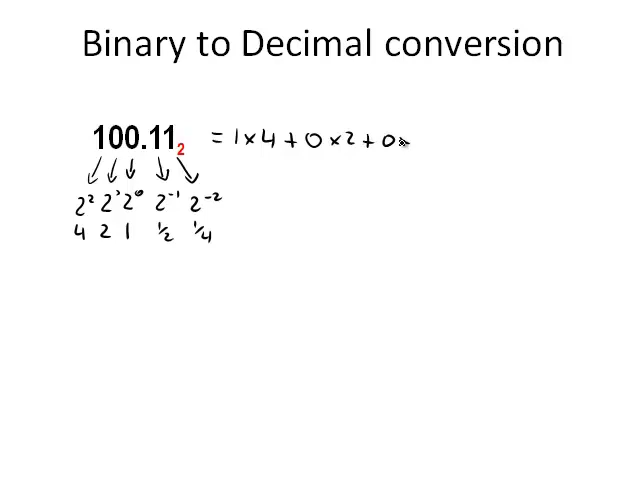 Binary to Decimal conversion
100.11₂ = 1 × 4 + 0 × 2 + 0 ×
2² 2¹ 2⁰ 2⁻¹ 2⁻²
4 2 1 1/2 1/4